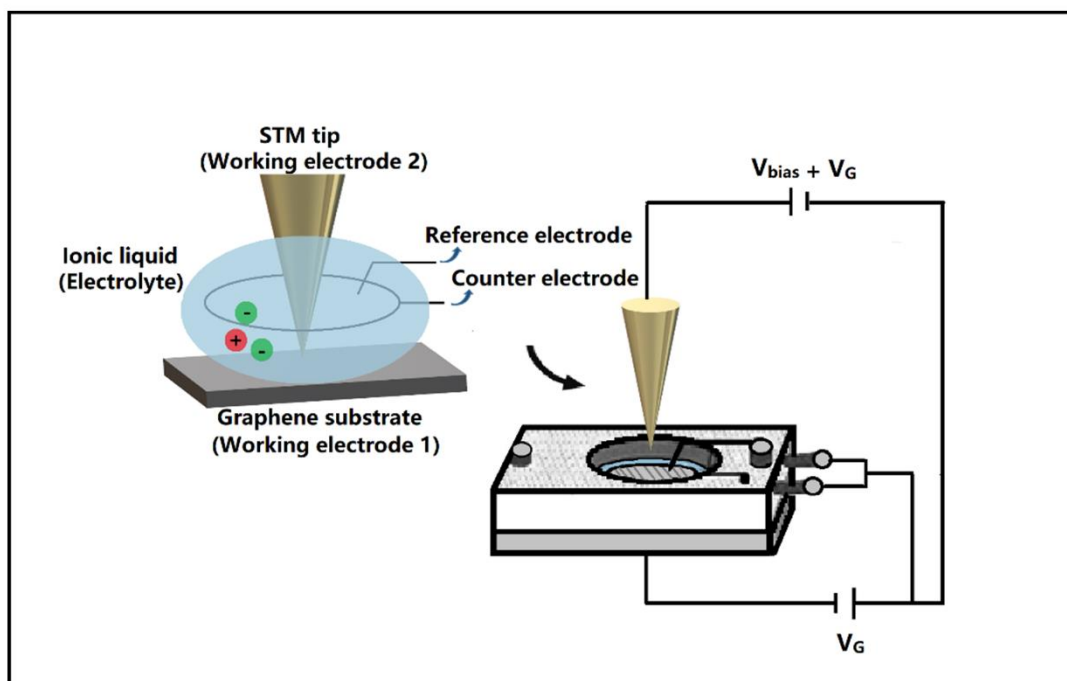 STM tip
(Working electrode 2)
Ionic liquid
(Electrolyte)
Reference electrode
Counter electrode
-
+
-
Graphene substrate
(Working electrode 1)
Vbias + VG
VG